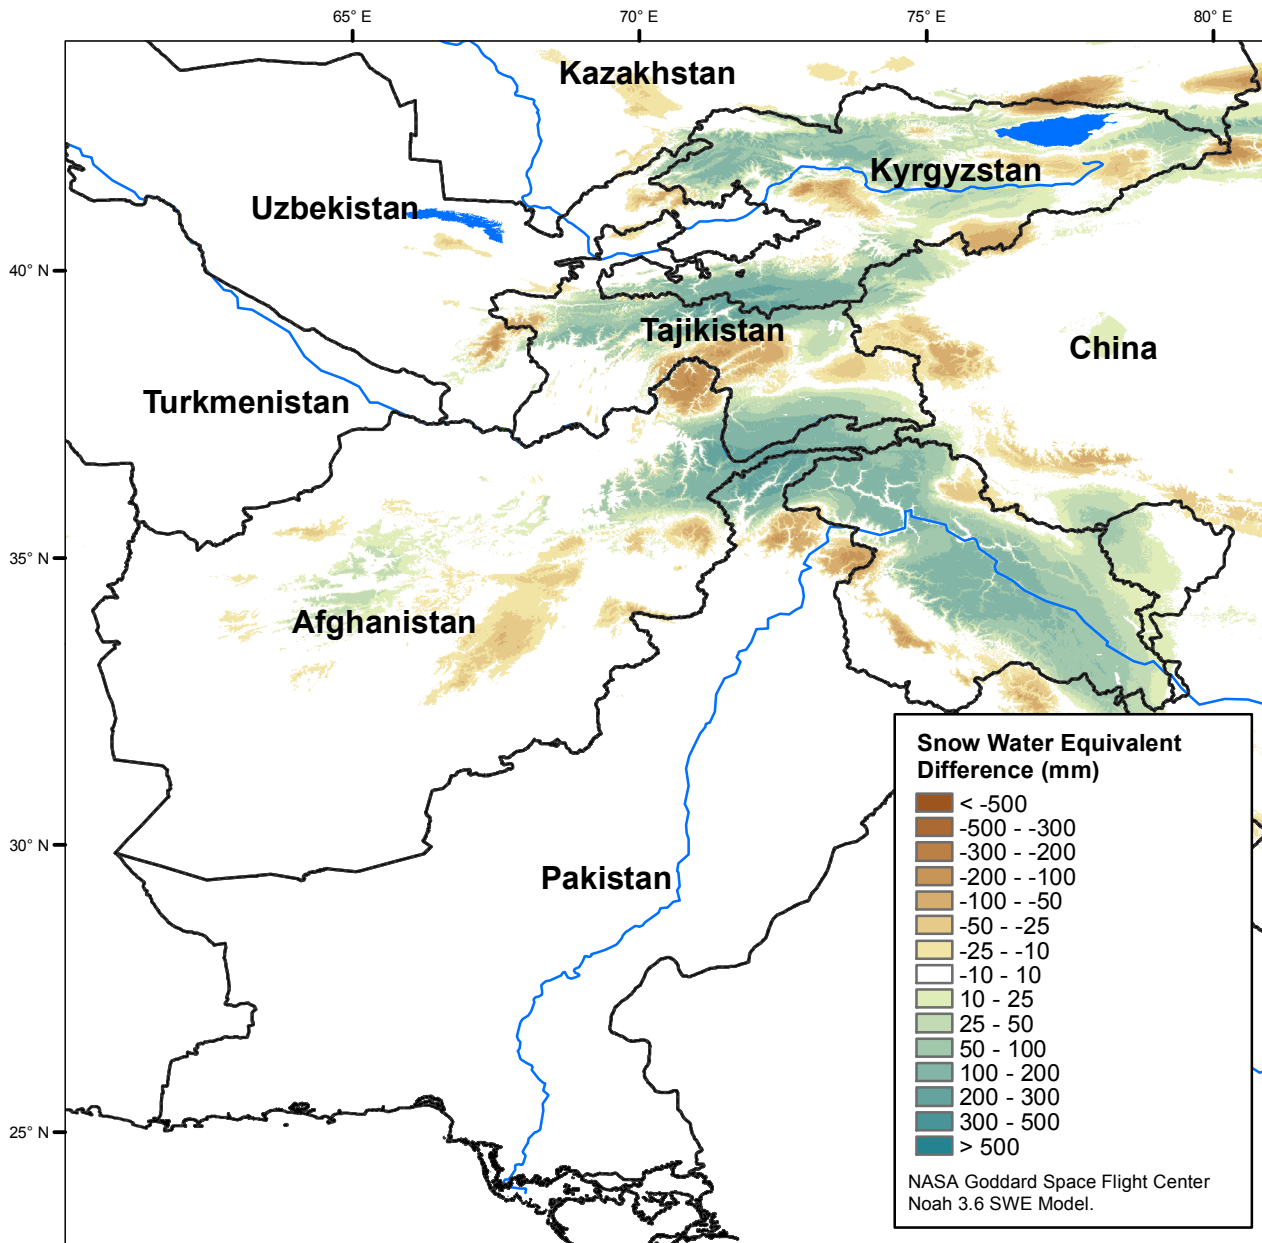 65° E
70° E
75° E
80° E
Kazakhstan
Kyrgyzstan
Uzbekistan
40° N
Tajikistan
China
Turkmenistan
35° N
Afghanistan
30° N
Pakistan
25° N
Snow Water Equivalent
Difference (mm)
< -500
-500 - -300
-300 - -200
-200 - -100
-100 - -50
-50 - -25
-25 - -10
-10 - 10
10 - 25
25 - 50
50 - 100
100 - 200
200 - 300
300 - 500
> 500
NASA Goddard Space Flight Center
Noah 3.6 SWE Model.